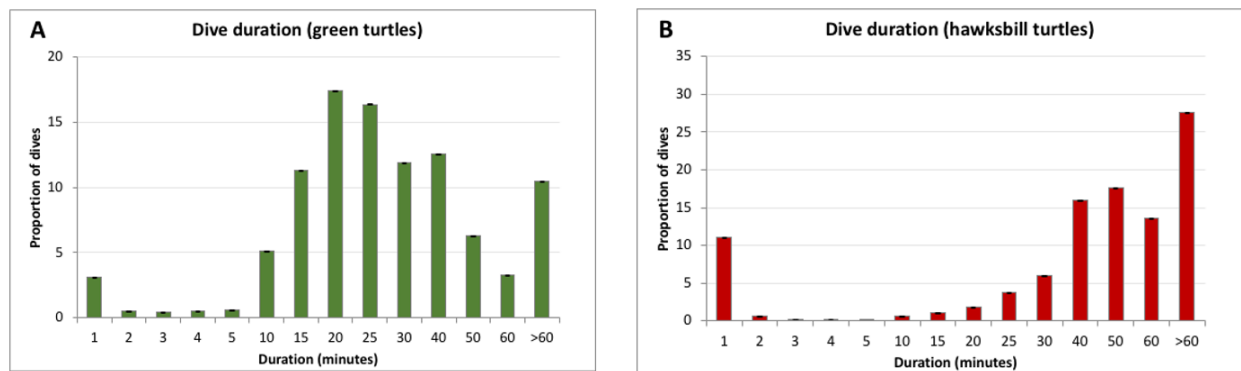 A
Dive duration (green turtles)
Proportion of dives
20
15
10
5
0
1 2 3 4 5 10 15 20 25 30 40 50 60 >60
Duration (minutes)
B
Dive duration (hawksbill turtles)
Proportion of dives
35
30
25
20
15
10
5
0
1 2 3 4 5 10 15 20 25 30 40 50 60 >60
Duration (minutes)